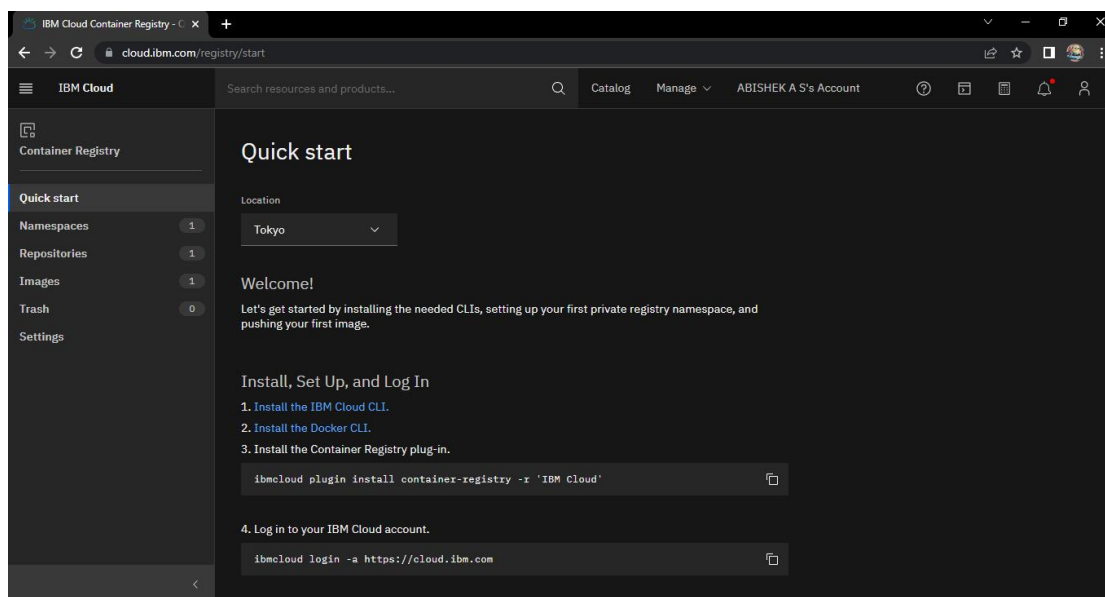 IBM Cloud Container Registry - C
cloud.ibm.com/registry/start
IBM Cloud
Search resources and products...
Catalog
Manage
ABISHEK A S's Account
Container Registry
Quick start
Namespaces 1
Repositories 1
Images 1
Trash 0
Settings
Quick start
Location
Tokyo
Welcome!
Let's get started by installing the needed CLIs, setting up your first private registry namespace, and
pushing your first image.
Install, Set Up, and Log In
1. Install the IBM Cloud CLI.
2. Install the Docker CLI.
3. Install the Container Registry plug-in.
ibmcloud plugin install container-registry -r 'IBM Cloud'
4. Log in to your IBM Cloud account.
ibmcloud login -a https://cloud.ibm.com